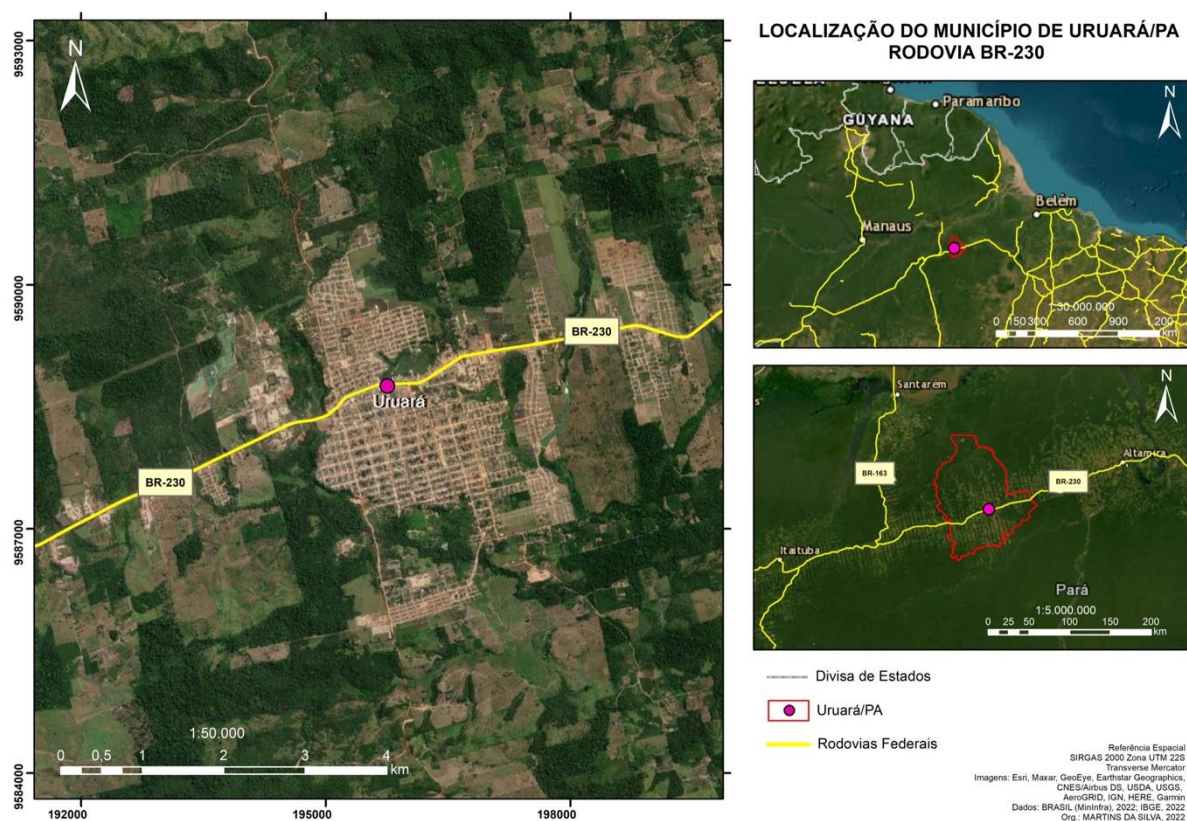 LOCALIZAÇÃO DO MUNICÍPIO DE URUARÁ/PA
RODOVIA BR-230
9593000
9590000
9587000
9584000
192000
195000
198000
N
BR-230
Uruará
BR-230
1:50.000
0 0,5 1 2 3 4
km
N
Paramaribo
GUYANA
Belém
Manaus
1:30.000.000
0 150 300 600 900 1.200
km
N
Santarém
Altamira
BR-163
BR-230
Itaituba
Pará
1:5.000.000
0 25 50 100 150 200
km
Divisa de Estados
Uruará/PA
Rodovias Federais
Referência Espacial
SIRGAS 2000 Zona UTM 22S
Transverse Mercator
Imagens: Esri, Maxar, GeoEye, Earthstar Geographics,
CNES/Airbus DS, USDA, USGS,
AeroGRID, IGN, HERE, Garmin
Dados: BRASIL (MinInfra), 2022; IBGE, 2022
Org.: MARTINS DA SILVA, 2022